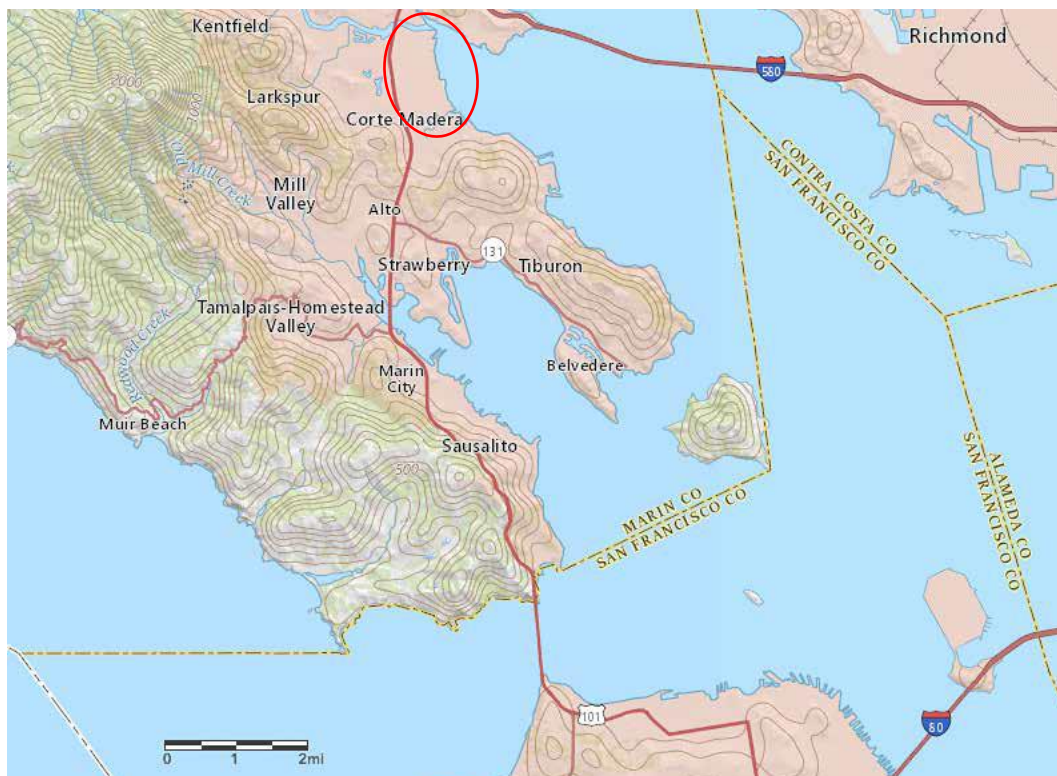 Kentfield
Richmond
2000
580
Larkspur
1000
Corte Madera
Old Mill Creek
CONTRA COSTA CO
SAN FRANCISCO CO
Mill
Valley
Alto
131
Strawberry
Tiburon
Tamalpais-Homestead
Valley
Redwood Creek
Belvedere
Marin
City
Muir Beach
Sausalito
500
MARIN CO
SAN FRANCISCO CO
ALAMEDA CO
SAN FRANCISCO CO
101
80
0 1 2mi